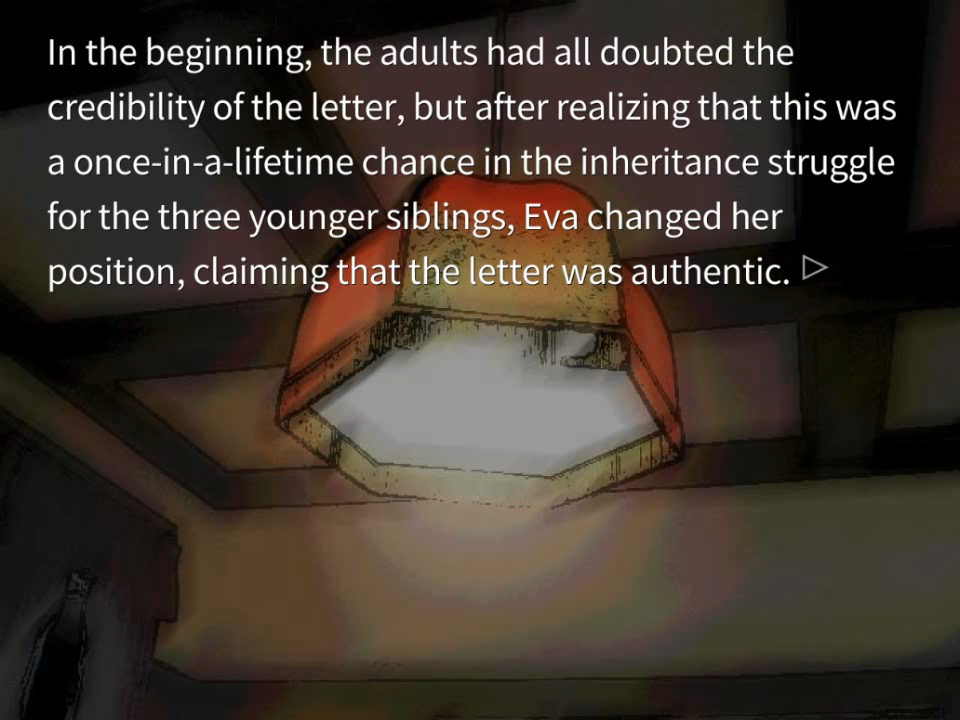 In the beginning, the adults had all doubted the
credibility of the letter, but after realizing that this was
a once-in-a-lifetime chance in the inheritance struggle
for the three younger siblings, Eva changed her
position, claiming that the letter was authentic.